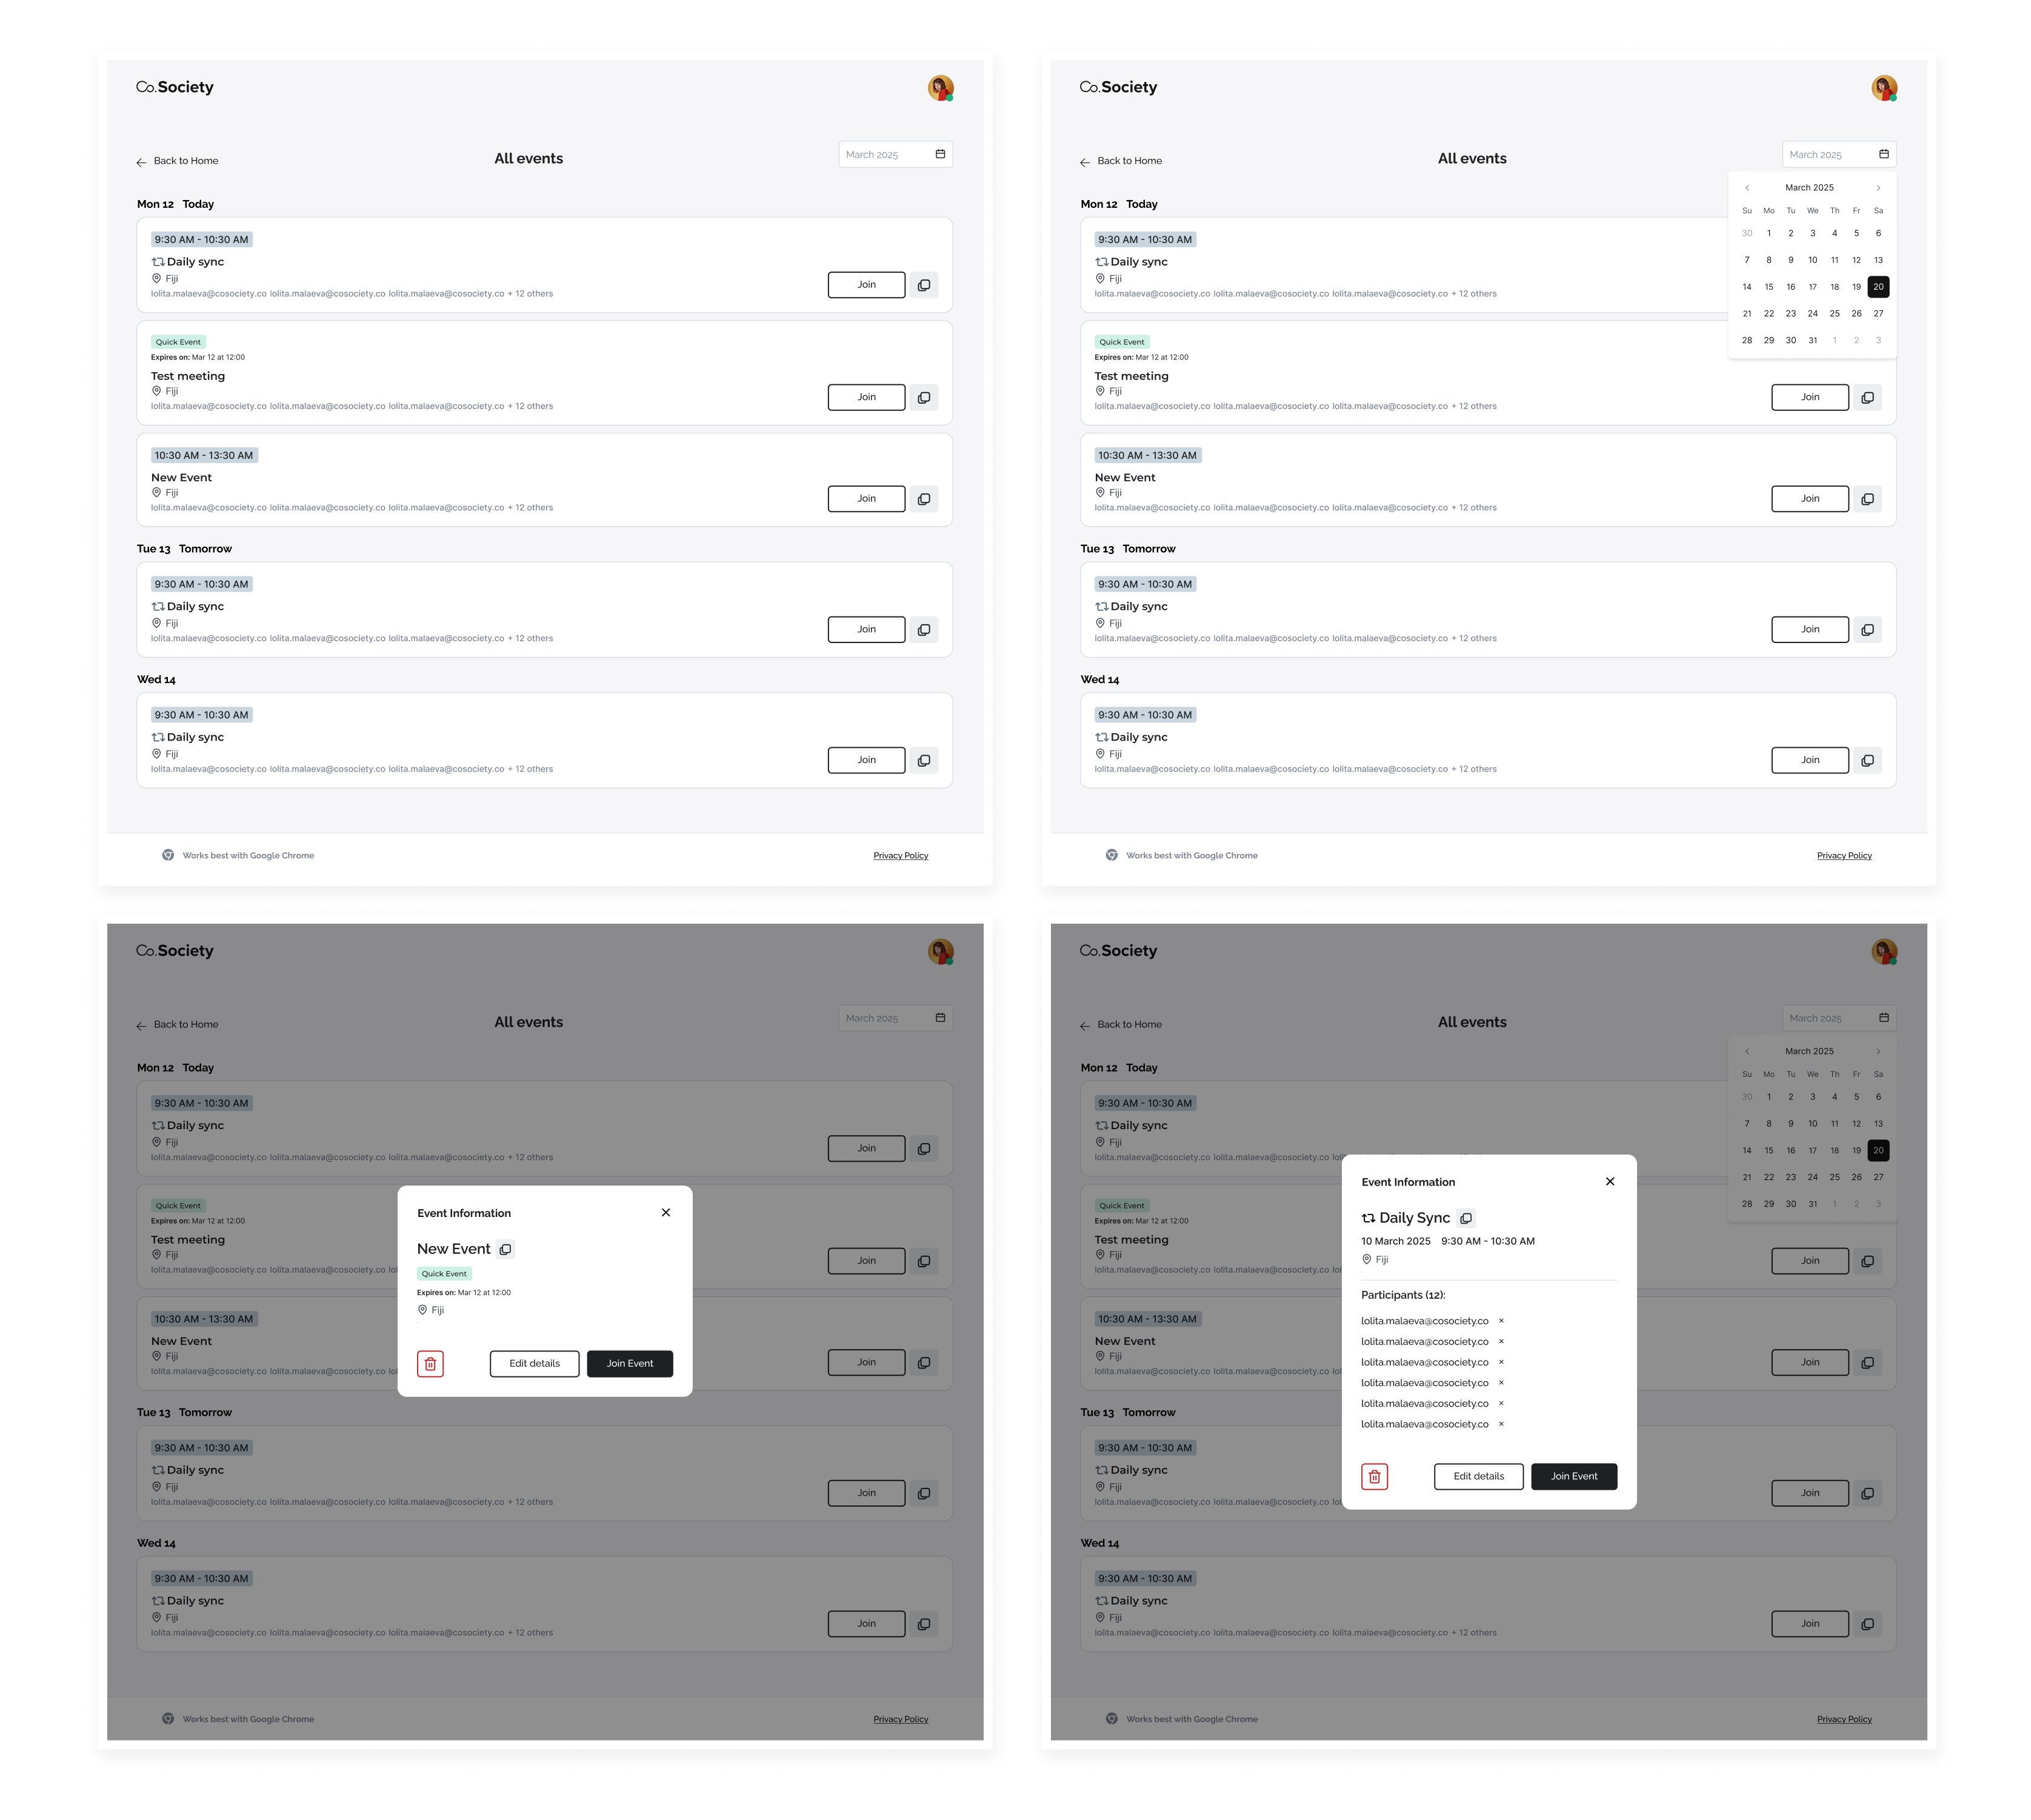 Co.Society
Back to Home
All events
March 2025
Mon 12 Today
9:30 AM - 10:30 AM
Daily sync
Fiji
lolita.malaeva@cosociety.co lolita.malaeva@cosociety.co lolita.malaeva@cosociety.co + 12 others
Join
Quick Event
Expires on: Mar 12 at 12:00
Test meeting
Fiji
lolita.malaeva@cosociety.co lolita.malaeva@cosociety.co lolita.malaeva@cosociety.co + 12 others
Join
10:30 AM - 13:30 AM
New Event
Fiji
lolita.malaeva@cosociety.co lolita.malaeva@cosociety.co lolita.malaeva@cosociety.co + 12 others
Join
Tue 13 Tomorrow
9:30 AM - 10:30 AM
Daily sync
Fiji
lolita.malaeva@cosociety.co lolita.malaeva@cosociety.co lolita.malaeva@cosociety.co + 12 others
Join
Wed 14
9:30 AM - 10:30 AM
Daily sync
Fiji
lolita.malaeva@cosociety.co lolita.malaeva@cosociety.co lolita.malaeva@cosociety.co + 12 others
Join
Works best with Google Chrome
Privacy Policy
Co.Society
Back to Home
All events
March 2025
March 2025
Su Mo Tu We Th Fr Sa
30 1 2 3 4 5 6
7 8 9 10 11 12 13
14 15 16 17 18 19 20
21 22 23 24 25 26 27
28 29 30 31 1 2 3
Mon 12 Today
9:30 AM - 10:30 AM
Daily sync
Fiji
lolita.malaeva@cosociety.co lolita.malaeva@cosociety.co lolita.malaeva@cosociety.co + 12 others
Quick Event
Expires on: Mar 12 at 12:00
Test meeting
Fiji
lolita.malaeva@cosociety.co lolita.malaeva@cosociety.co lolita.malaeva@cosociety.co + 12 others
Join
10:30 AM - 13:30 AM
New Event
Fiji
lolita.malaeva@cosociety.co lolita.malaeva@cosociety.co lolita.malaeva@cosociety.co + 12 others
Join
Tue 13 Tomorrow
9:30 AM - 10:30 AM
Daily sync
Fiji
lolita.malaeva@cosociety.co lolita.malaeva@cosociety.co lolita.malaeva@cosociety.co + 12 others
Join
Wed 14
9:30 AM - 10:30 AM
Daily sync
Fiji
lolita.malaeva@cosociety.co lolita.malaeva@cosociety.co lolita.malaeva@cosociety.co + 12 others
Join
Works best with Google Chrome
Privacy Policy
Co.Society
Back to Home
All events
March 2025
Mon 12 Today
9:30 AM - 10:30 AM
Daily sync
Fiji
lolita.malaeva@cosociety.co lolita.malaeva@cosociety.co lolita.malaeva@cosociety.co + 12 others
Join
Quick Event
Expires on: Mar 12 at 12:00
Test meeting
Fiji
lolita.malaeva@cosociety.co lolita.malaeva@cosociety.co lol
Join
10:30 AM - 13:30 AM
New Event
Fiji
lolita.malaeva@cosociety.co lolita.malaeva@cosociety.co lol
Join
Event Information
New Event
Quick Event
Expires on: Mar 12 at 12:00
Fiji
Edit details
Join Event
Tue 13 Tomorrow
9:30 AM - 10:30 AM
Daily sync
Fiji
lolita.malaeva@cosociety.co lolita.malaeva@cosociety.co lolita.malaeva@cosociety.co + 12 others
Join
Wed 14
9:30 AM - 10:30 AM
Daily sync
Fiji
lolita.malaeva@cosociety.co lolita.malaeva@cosociety.co lolita.malaeva@cosociety.co + 12 others
Join
Works best with Google Chrome
Privacy Policy
Co.Society
Back to Home
All events
March 2025
March 2025
Su Mo Tu We Th Fr Sa
30 1 2 3 4 5 6
7 8 9 10 11 12 13
14 15 16 17 18 19 20
21 22 23 24 25 26 27
28 29 30 31 1 2 3
Mon 12 Today
9:30 AM - 10:30 AM
Daily sync
Fiji
lolita.malaeva@cosociety.co lolita.malaeva@cosociety.co
Quick Event
Expires on: Mar 12 at 12:00
Test meeting
Fiji
lolita.malaeva@cosociety.co lolita.malaeva@cosociety.co lol
Join
10:30 AM - 13:30 AM
New Event
Fiji
lolita.malaeva@cosociety.co lolita.malaeva@cosociety.co lol
Join
Tue 13 Tomorrow
9:30 AM - 10:30 AM
Daily sync
Fiji
lolita.malaeva@cosociety.co lolita.malaeva@cosociety.co lol
Join
Event Information
Daily Sync
10 March 2025 9:30 AM - 10:30 AM
Fiji
Participants (12):
lolita.malaeva@cosociety.co ×
lolita.malaeva@cosociety.co ×
lolita.malaeva@cosociety.co ×
lolita.malaeva@cosociety.co ×
lolita.malaeva@cosociety.co ×
lolita.malaeva@cosociety.co ×
Edit details
Join Event
Wed 14
9:30 AM - 10:30 AM
Daily sync
Fiji
lolita.malaeva@cosociety.co lolita.malaeva@cosociety.co lolita.malaeva@cosociety.co + 12 others
Join
Works best with Google Chrome
Privacy Policy